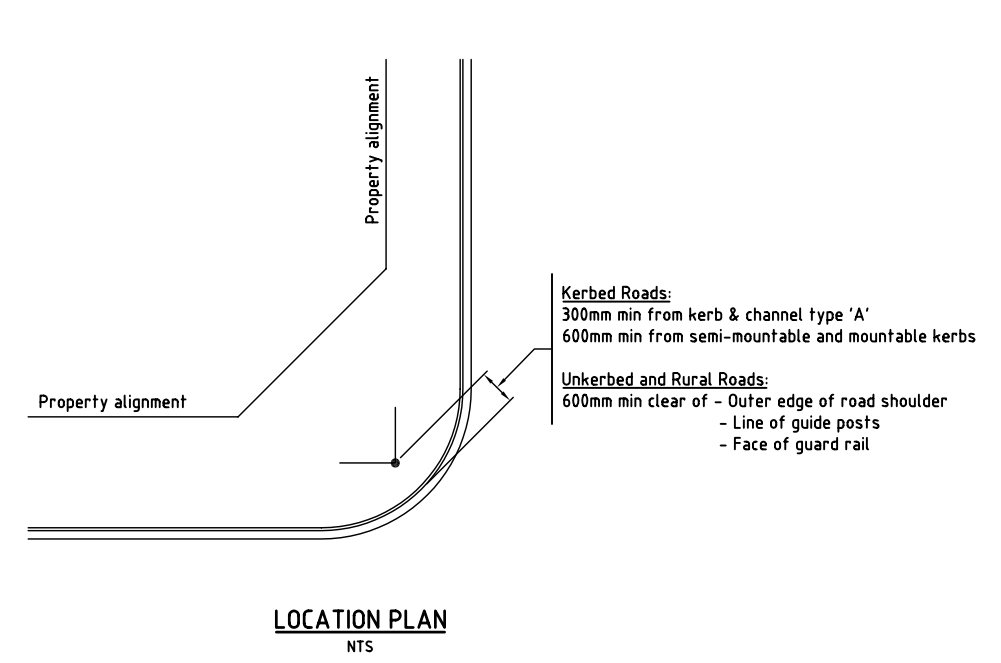 Property alignment
Kerbed Roads:
300mm min from kerb & channel type 'A'
600mm min from semi-mountable and mountable kerbs
Unkerbed and Rural Roads:
600mm min clear of - Outer edge of road shoulder
- Line of guide posts
- Face of guard rail
Property alignment
LOCATION PLAN
NTS